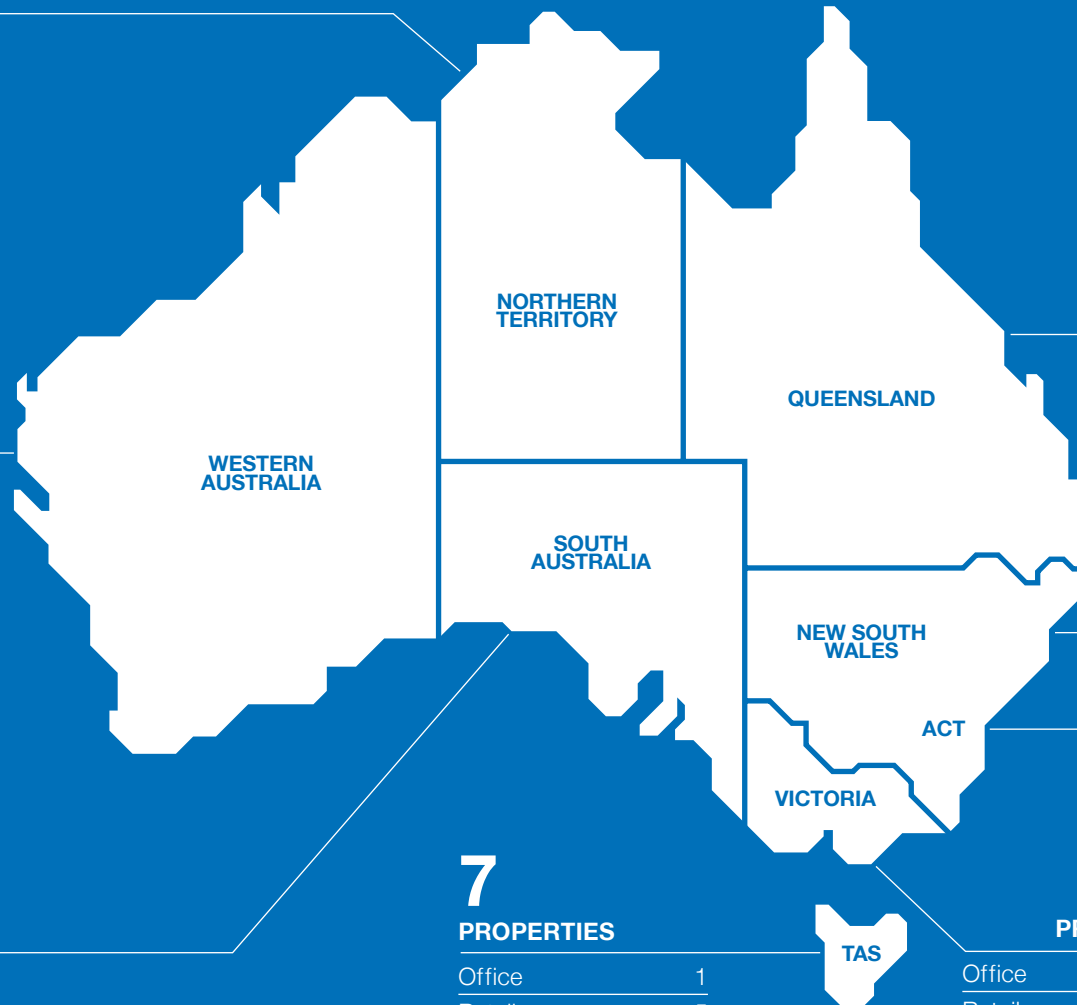 NORTHERN
TERRITORY
QUEENSLAND
WESTERN
AUSTRALIA
SOUTH
AUSTRALIA
NEW SOUTH
WALES
ACT
VICTORIA
7
PROPERTIES
TAS
Office 1
Office